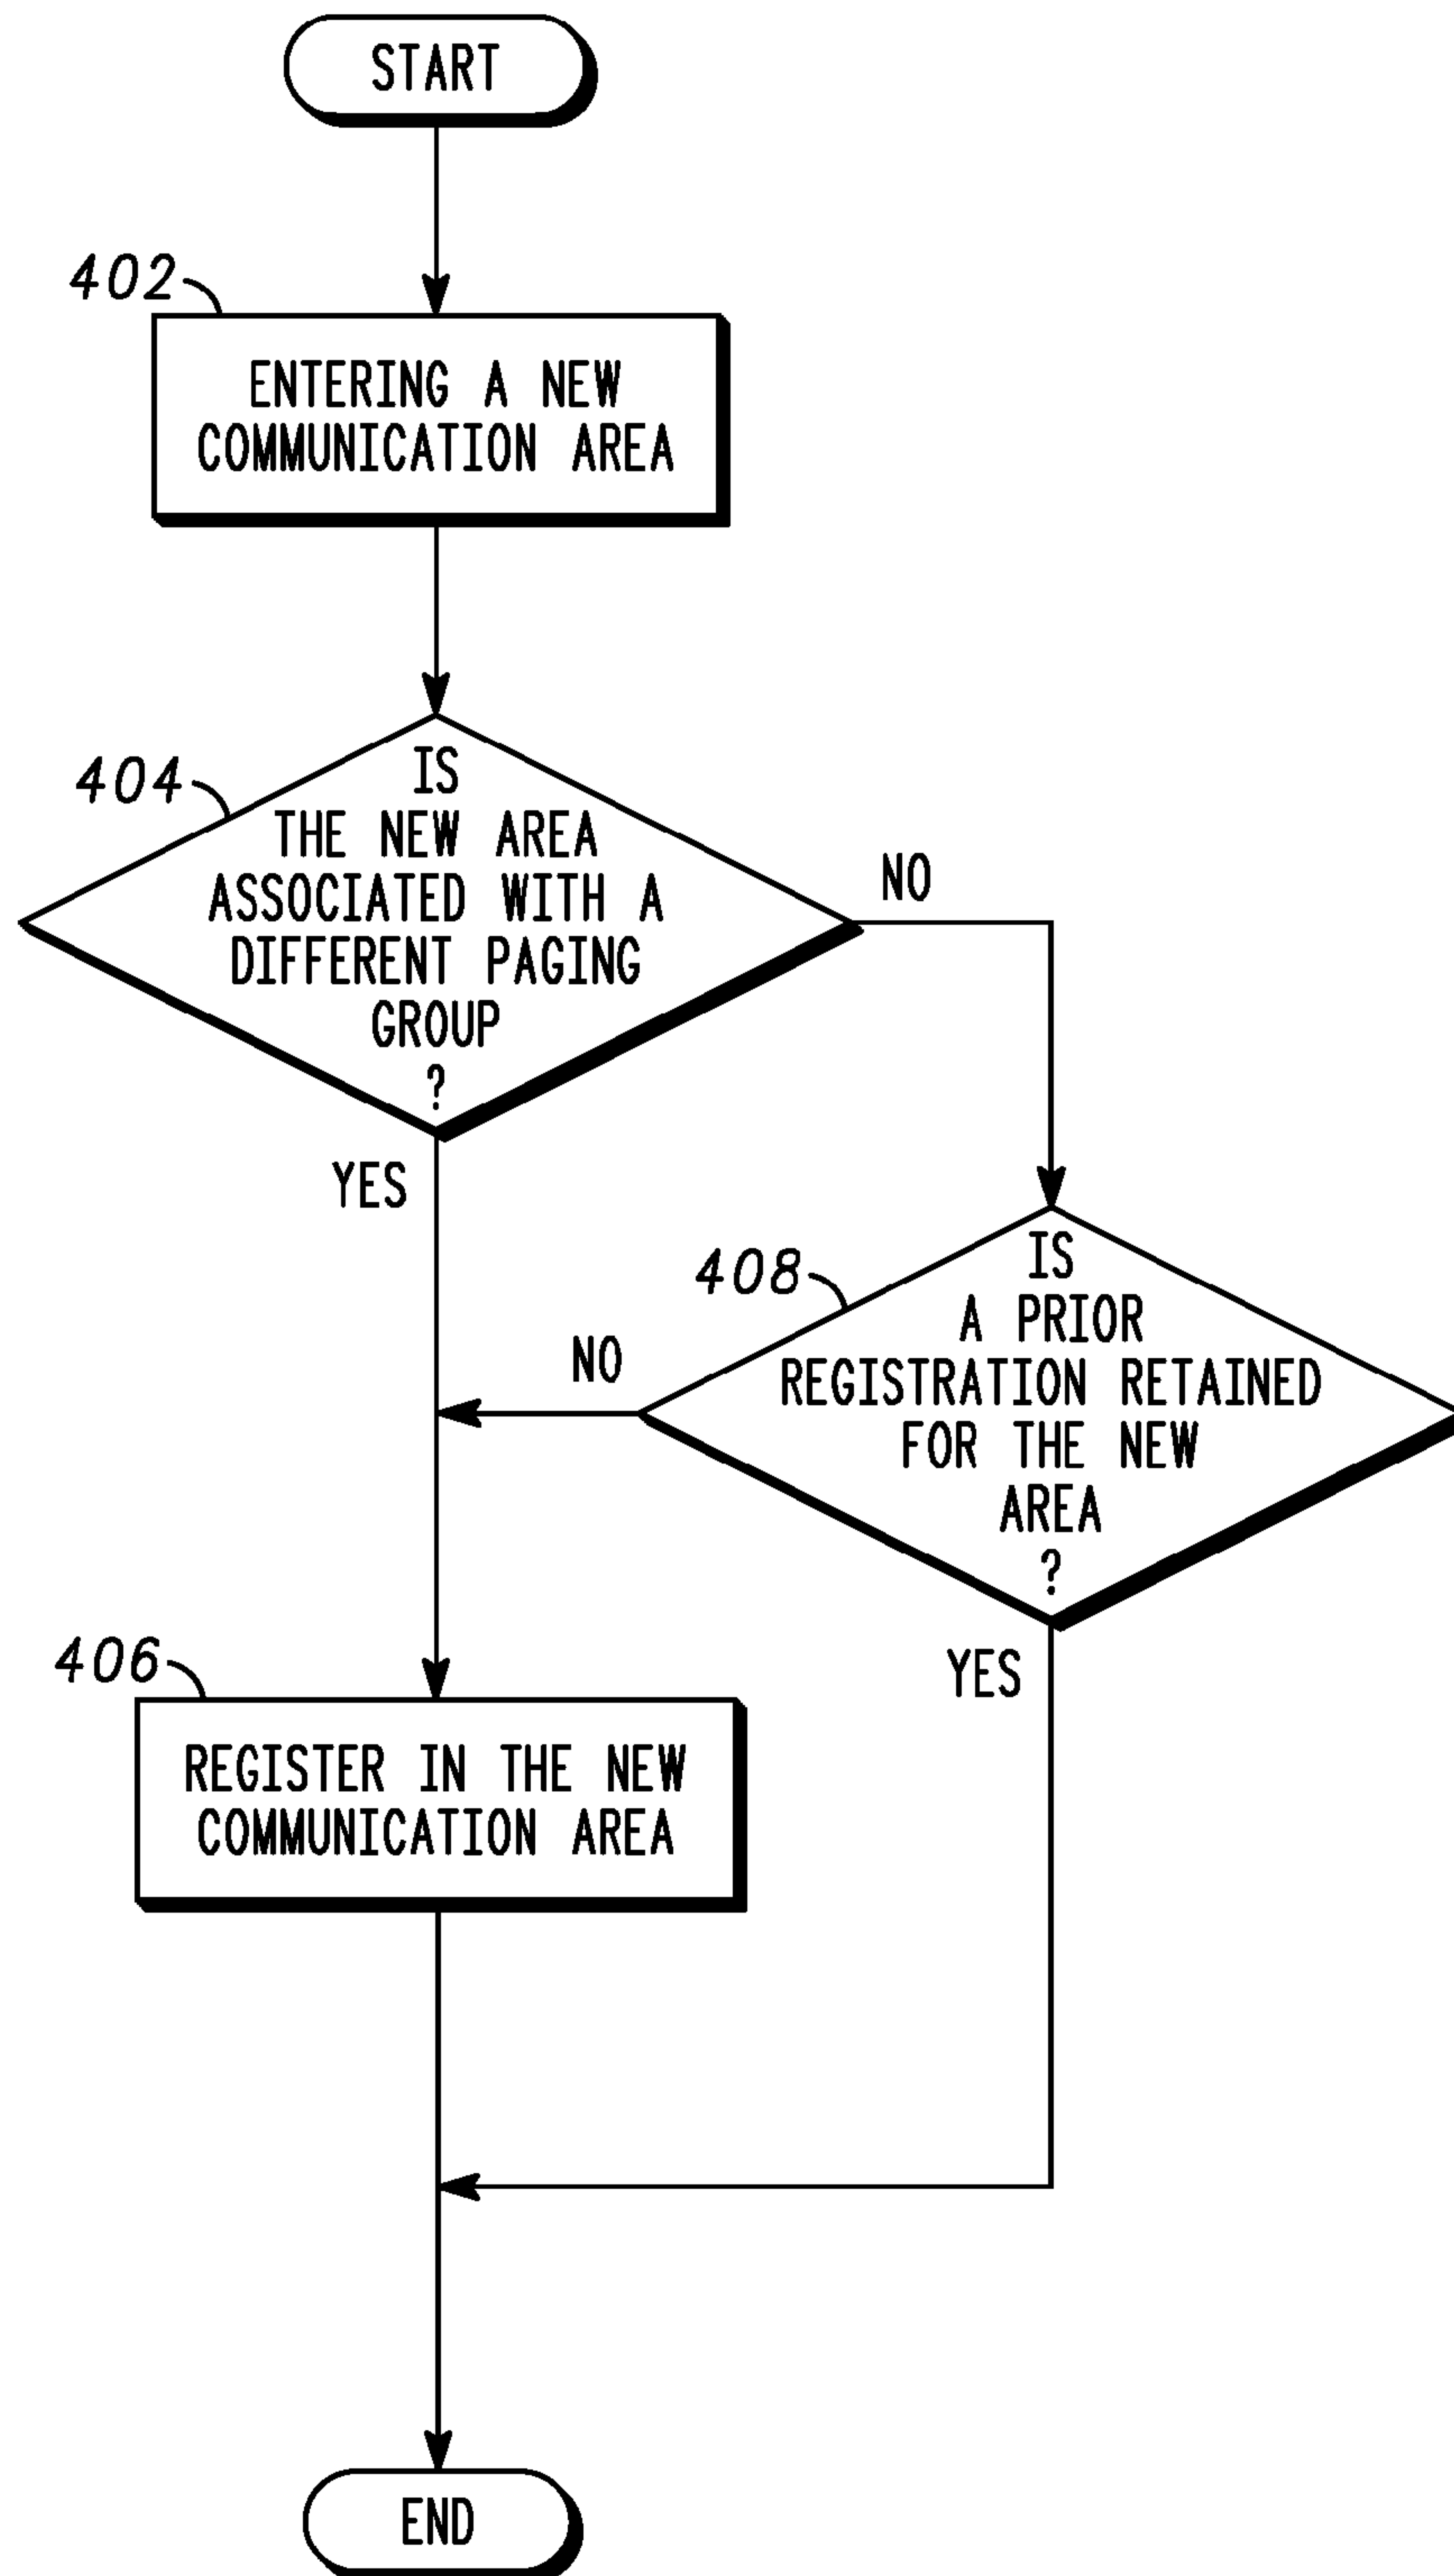 START
402
ENTERING A NEW
COMMUNICATION AREA
404
IS
THE NEW AREA
ASSOCIATED WITH A
DIFFERENT PAGING
GROUP
?
NO
YES
408
IS
A PRIOR
REGISTRATION RETAINED
FOR THE NEW
AREA
?
NO
YES
406
REGISTER IN THE NEW
COMMUNICATION AREA
END